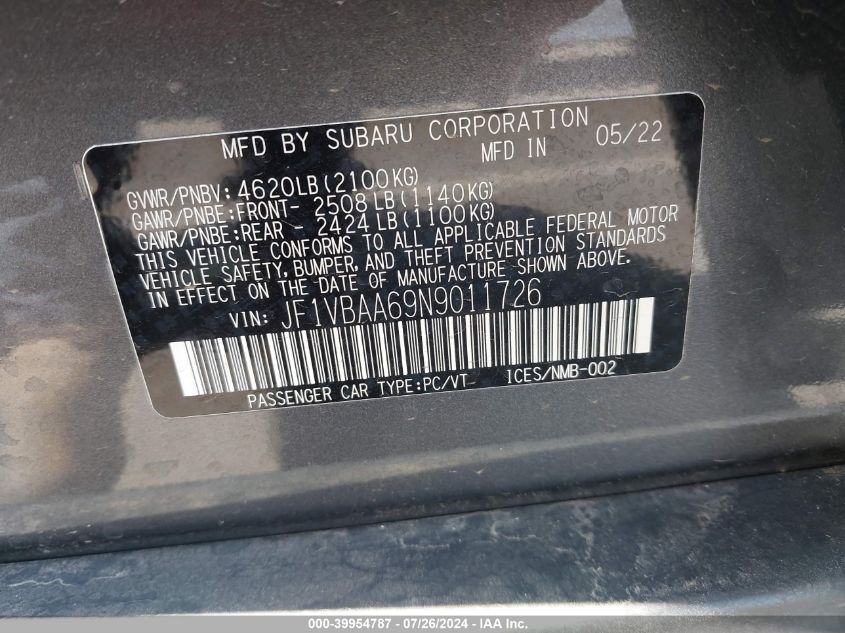 MFD BY SUBARU CORPORATION
MFD IN 05/22
GVWR/PNBV: 4620LB(2100KG)
GAWR/PNBE:FRONT- 2508LB(1140KG)
GAWR/PNBE:REAR - 2424LB(1100KG)
THIS VEHICLE CONFORMS TO ALL APPLICABLE FEDERAL MOTOR
VEHICLE SAFETY, BUMPER, AND THEFT PREVENTION STANDARDS
IN EFFECT ON THE DATE OF MANUFACTURE SHOWN ABOVE.
VIN: JF1VBAA69N9011726
PASSENGER CAR TYPE:PC/VT ICES/NMB-002
000-39954787 - 07/26/2024 - IAA Inc.